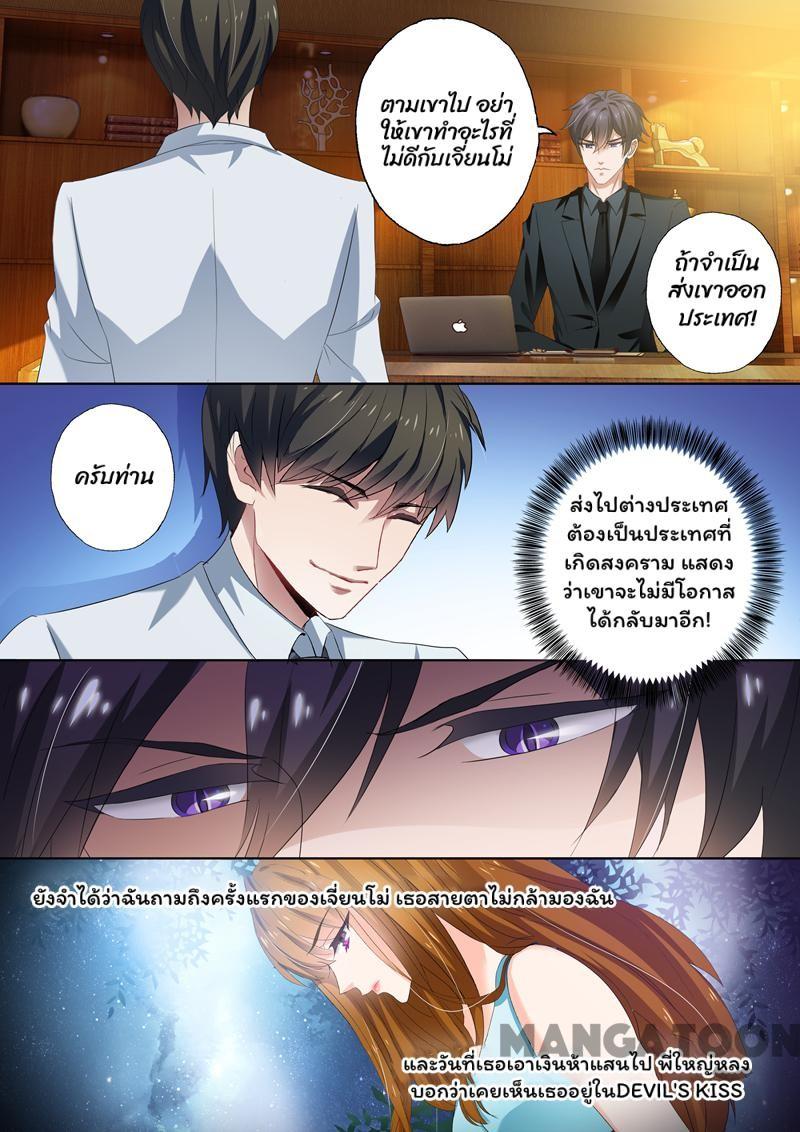 ตามเขาไป อย่า
ให้เขาทำอะไรที่
ไม่ดีกับเจี่ยนโม่
ถ้าจำเป็น
ส่งเขาออก
ประเทศ!
ครับท่าน
ส่งไปต่างประเทศ
ต้องเป็นประเทศที่
เกิดสงคราม แสดง
ว่าเขาจะไม่มีโอกาส
ได้กลับมาอีก!
ยังจำได้ว่าฉันถามถึงครั้งแรกของเจี่ยนโม่ เธอสายตาไม่กล้ามองฉัน
MANGATOON
และวันที่เธอเอาเงินห้าแสนไป พี่ใหญ่หลง
บอกว่าเคยเห็นเธออยู่ในDEVIL'S KISS